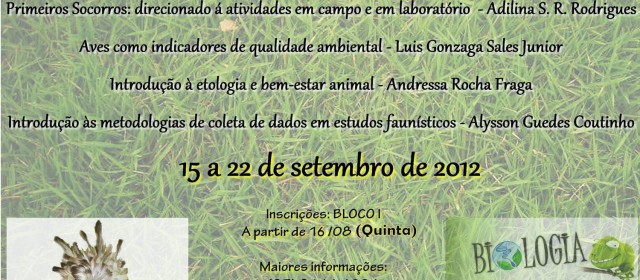 Primeiros Socorros: direcionado á atividades em campo e em laboratório - Adilina S. R. Rodrigues
Aves como indicadores de qualidade ambiental - Luis Gonzaga Sales Junior
Introdução à etologia e bem-estar animal - Andressa Rocha Fraga
Introdução às metodologias de coleta de dados em estudos faunísticos - Alysson Guedes Coutinho
15 a 22 de setembro de 2012
Inscrições: BLOCO I
A partir de 16/08 (Quinta)
BIOLOGIA
Maiores informações: